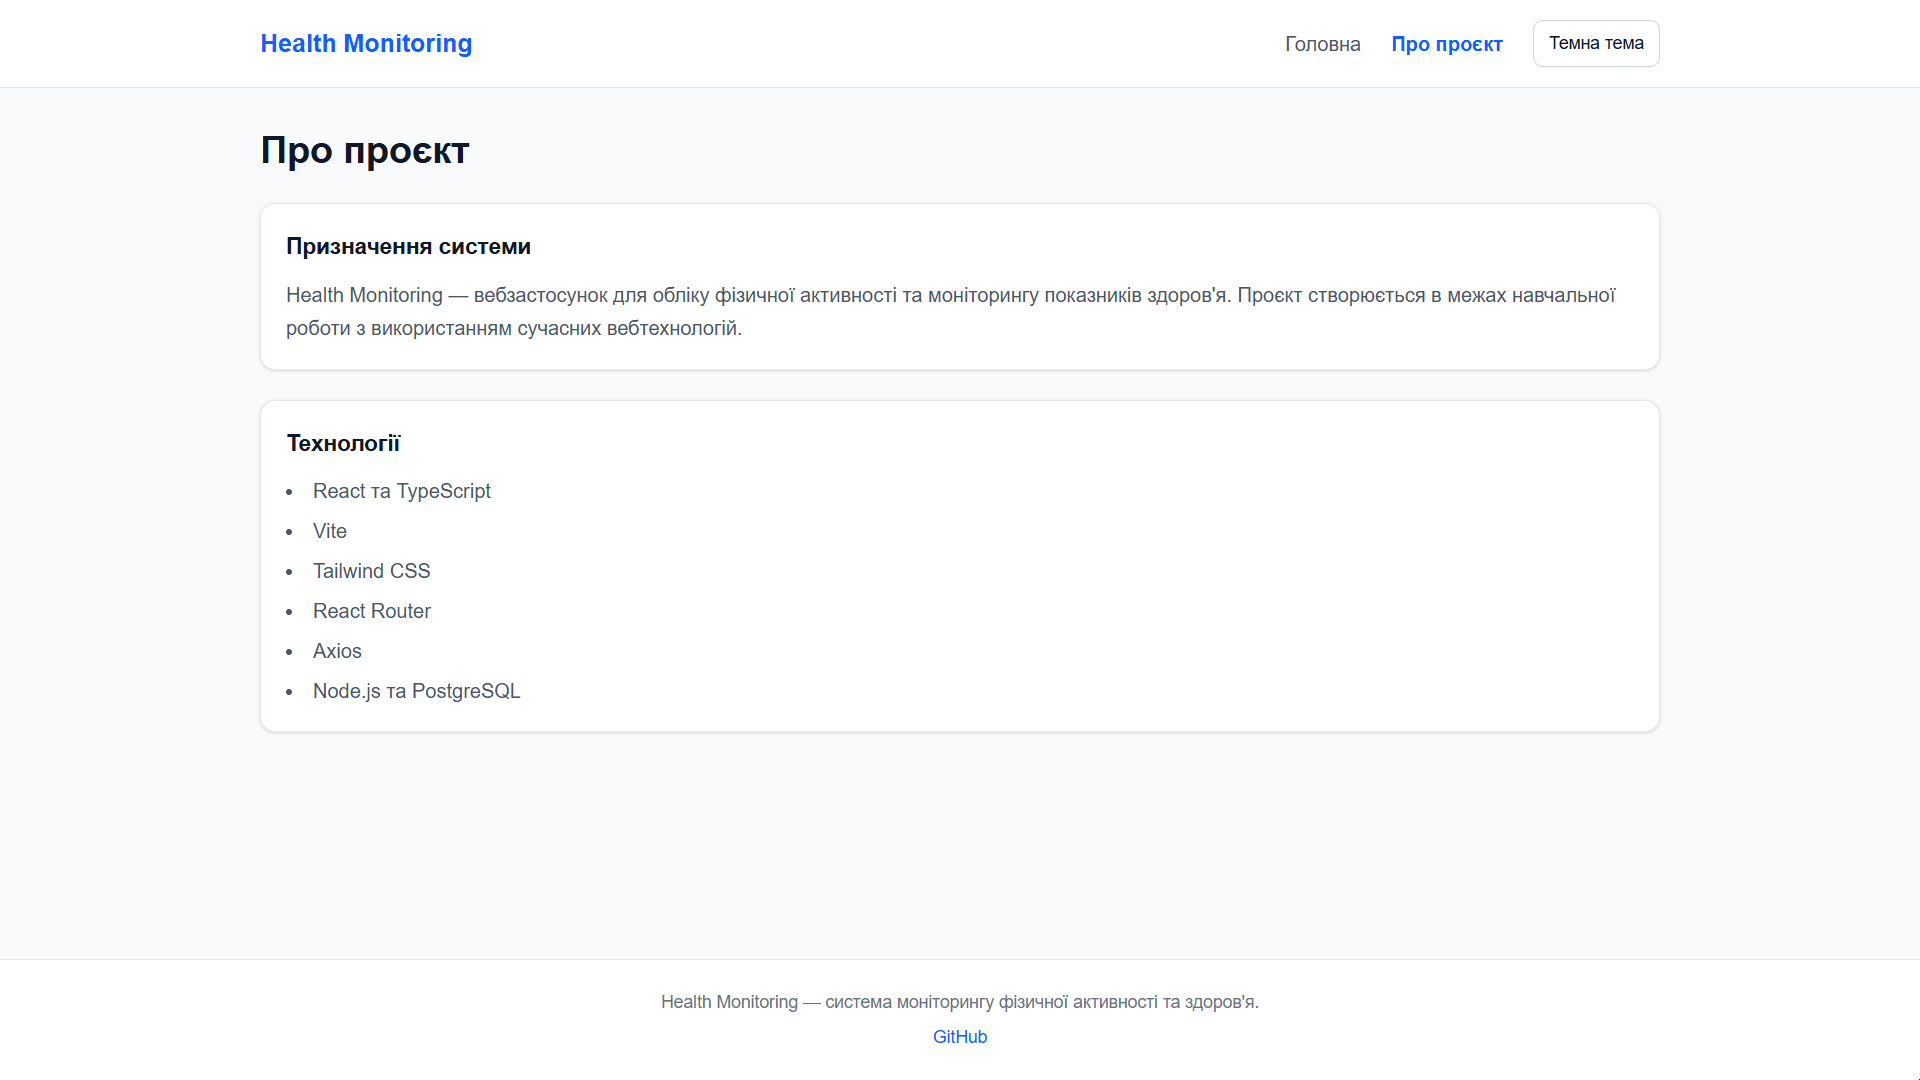 Health Monitoring
Головна
Про проєкт
Темна тема
Про проєкт
Призначення системи
Health Monitoring — вебзастосунок для обліку фізичної активності та моніторингу показників здоров'я. Проєкт створюється в межах навчальної
роботи з використанням сучасних вебтехнологій.
Технології
• React та TypeScript
• Vite
• Tailwind CSS
• React Router
• Axios
• Node.js та PostgreSQL
Health Monitoring — система моніторингу фізичної активності та здоров'я.
GitHub